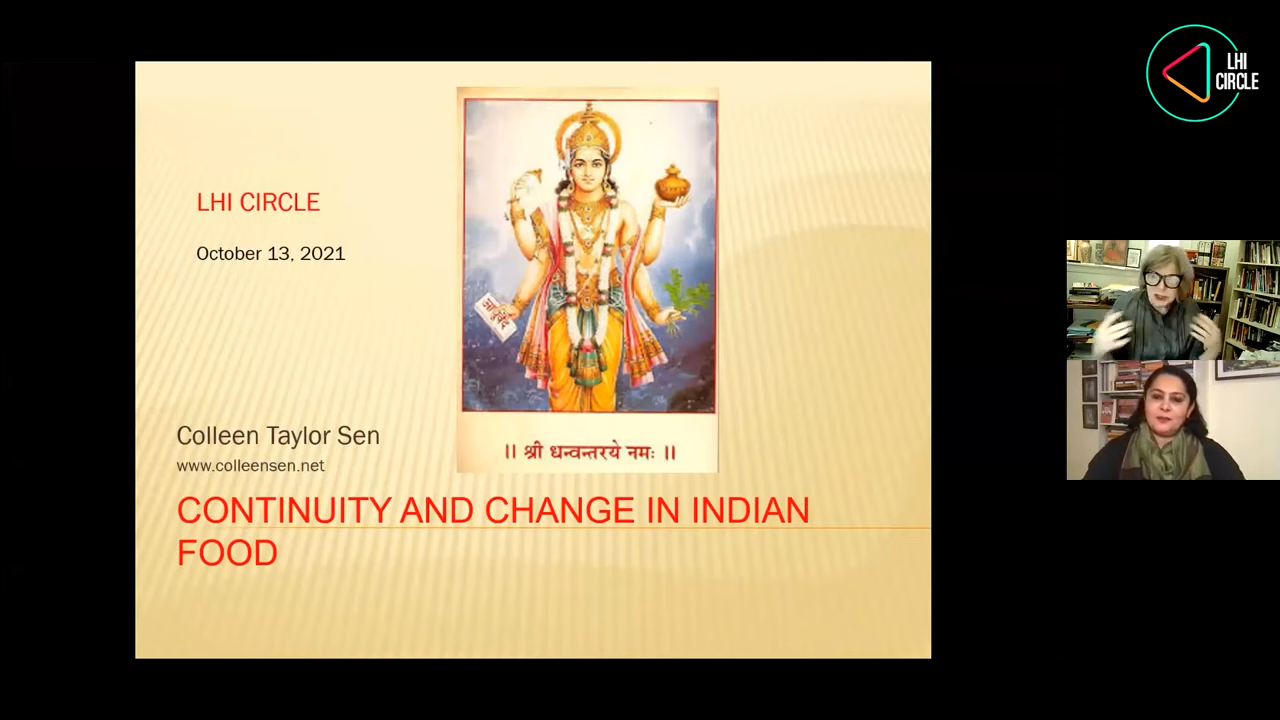 LHI
CIRCLE
LHI CIRCLE
October 13, 2021
आयुर्वेद
|| श्री धन्वन्तरये नमः ||
Colleen Taylor Sen
www.colleensen.net
CONTINUITY AND CHANGE IN INDIAN
FOOD